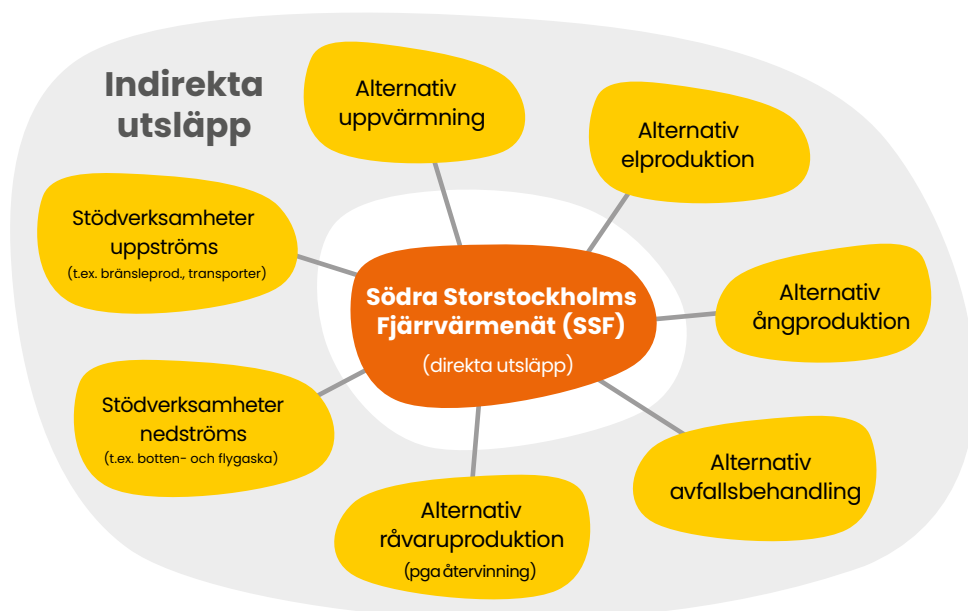 Indirekta
utsläpp
Alternativ
uppvärmning
Alternativ
elproduktion
Stödverksamheter
uppströms
(t.ex. bränsleprod., transporter)
Södra Storstockholms
Fjärrvärmenät (SSF)
(direkta utsläpp)
Alternativ
ångproduktion
Stödverksamheter
nedströms
(t.ex. botten- och flygaska)
Alternativ
avfallsbehandling
Alternativ
råvaruproduktion
(pga återvinning)